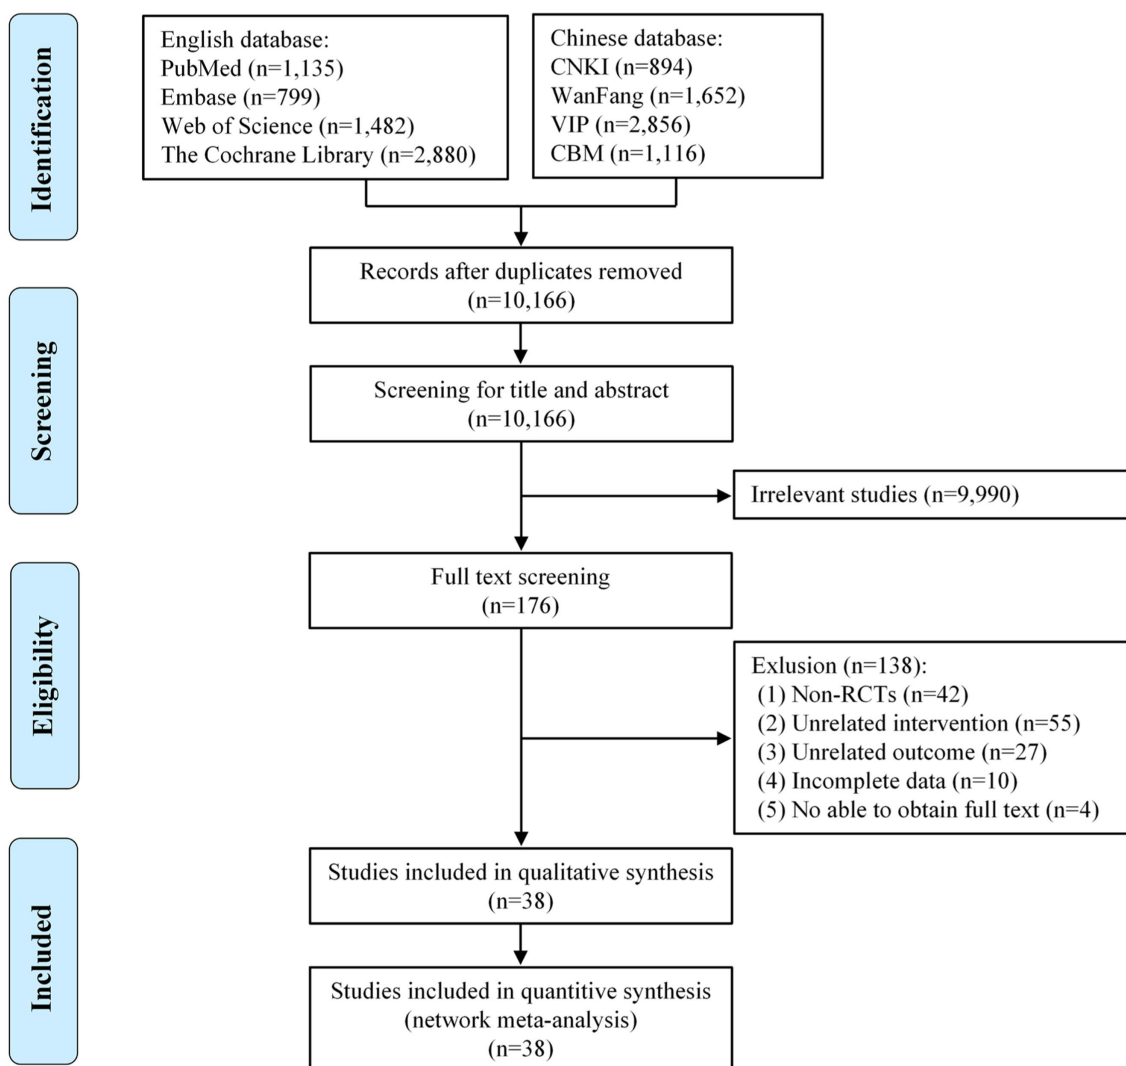 Identification
English database:
PubMed (n=1,135)
Embase (n=799)
Web of Science (n=1,482)
The Cochrane Library (n=2,880)
Chinese database:
CNKI (n=894)
WanFang (n=1,652)
VIP (n=2,856)
CBM (n=1,116)
Records after duplicates removed
(n=10,166)
Screening
Screening for title and abstract
(n=10,166)
Irrelevant studies (n=9,990)
Eligibility
Full text screening
(n=176)
Exlusion (n=138):
(1) Non-RCTs (n=42)
(2) Unrelated intervention (n=55)
(3) Unrelated outcome (n=27)
(4) Incomplete data (n=10)
(5) No able to obtain full text (n=4)
Included
Studies included in qualitative synthesis
(n=38)
Studies included in quantitive synthesis
(network meta-analysis)
(n=38)